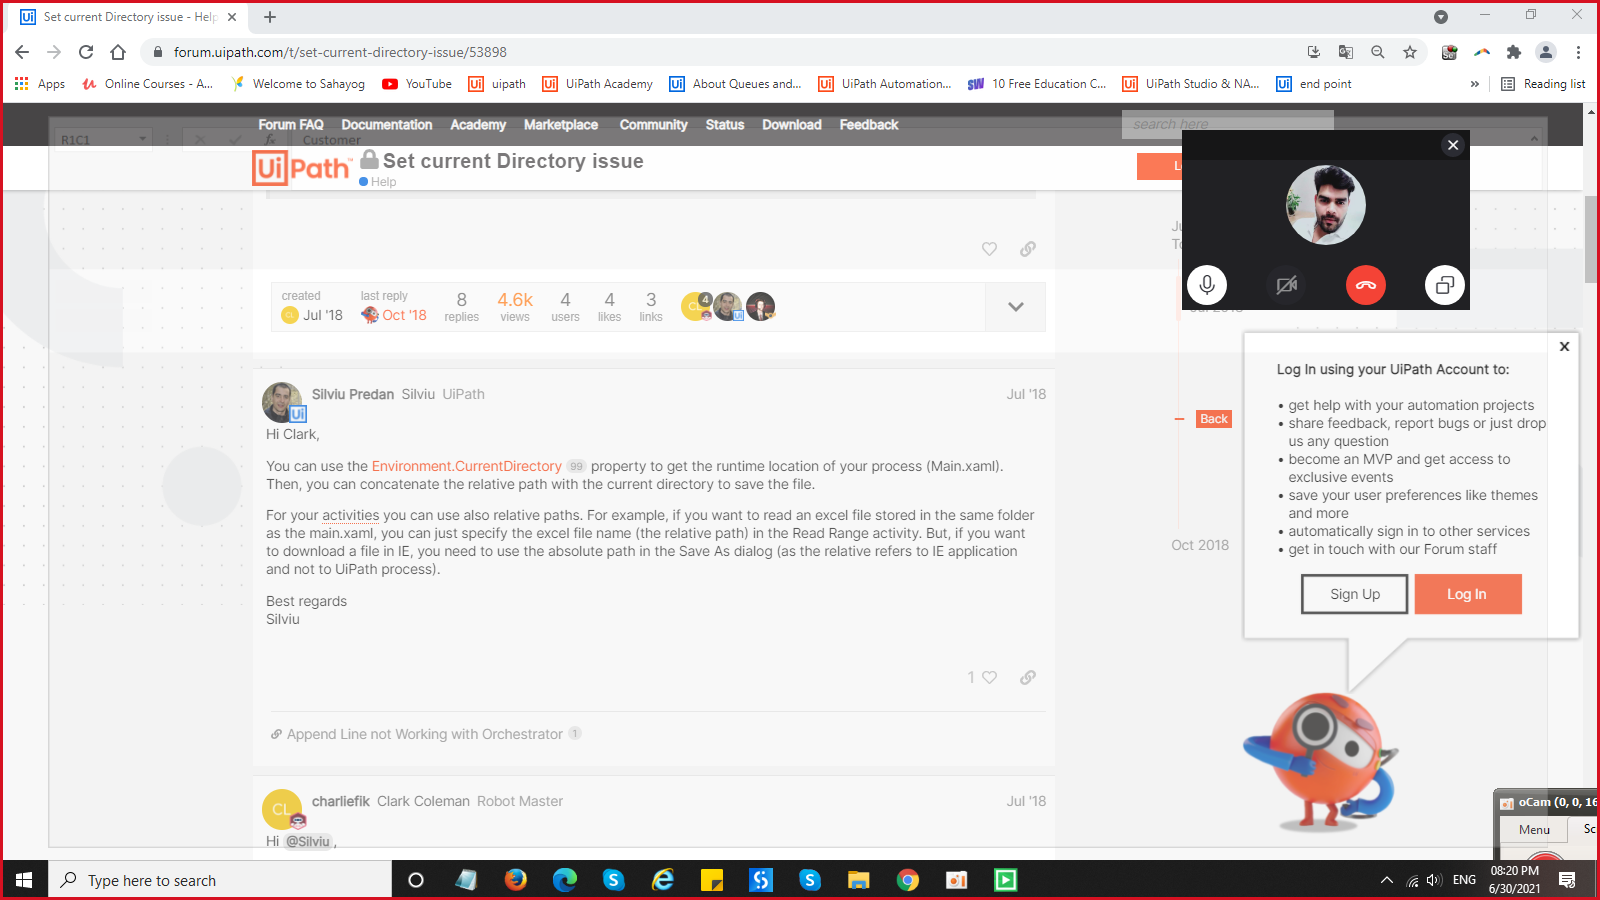 Set current Directory issue - Help
forum.uipath.com/t/set-current-directory-issue/53898
Apps
Online Courses - A...
Welcome to Sahayog
YouTube
uipath
UiPath Academy
About Queues and...
UiPath Automation...
10 Free Education C...
UiPath Studio & NA...
end point
»
Reading list
Forum FAQ Documentation Academy Marketplace Community Status Download Feedback
search here
R1C1
fx
Customer
UiPath™
Set current Directory issue
Help
created
last reply
CL Jul '18
Oct '18
8
replies
4.6k
views
4
users
4
likes
3
links
4
Silviu Predan Silviu UiPath
Jul '18
Hi Clark,
You can use the Environment.CurrentDirectory 99 property to get the runtime location of your process (Main.xaml).
Then, you can concatenate the relative path with the current directory to save the file.
For your activities you can use also relative paths. For example, if you want to read an excel file stored in the same folder
as the main.xaml, you can just specify the excel file name (the relative path) in the Read Range activity. But, if you want
to download a file in IE, you need to use the absolute path in the Save As dialog (as the relative refers to IE application
and not to UiPath process).
Best regards
Silviu
1
Append Line not Working with Orchestrator 1
CL
charliefik Clark Coleman Robot Master
Jul '18
Hi @Silviu ,
Back
Oct 2018
x
Log In using your UiPath Account to:
• get help with your automation projects
• share feedback, report bugs or just drop
us any question
• become an MVP and get access to
exclusive events
• save your user preferences like themes
and more
• automatically sign in to other services
• get in touch with our Forum staff
Sign Up
Log In
oCam (0, 0, 16
Menu
Sc
Type here to search
ENG
08:20 PM
6/30/2021